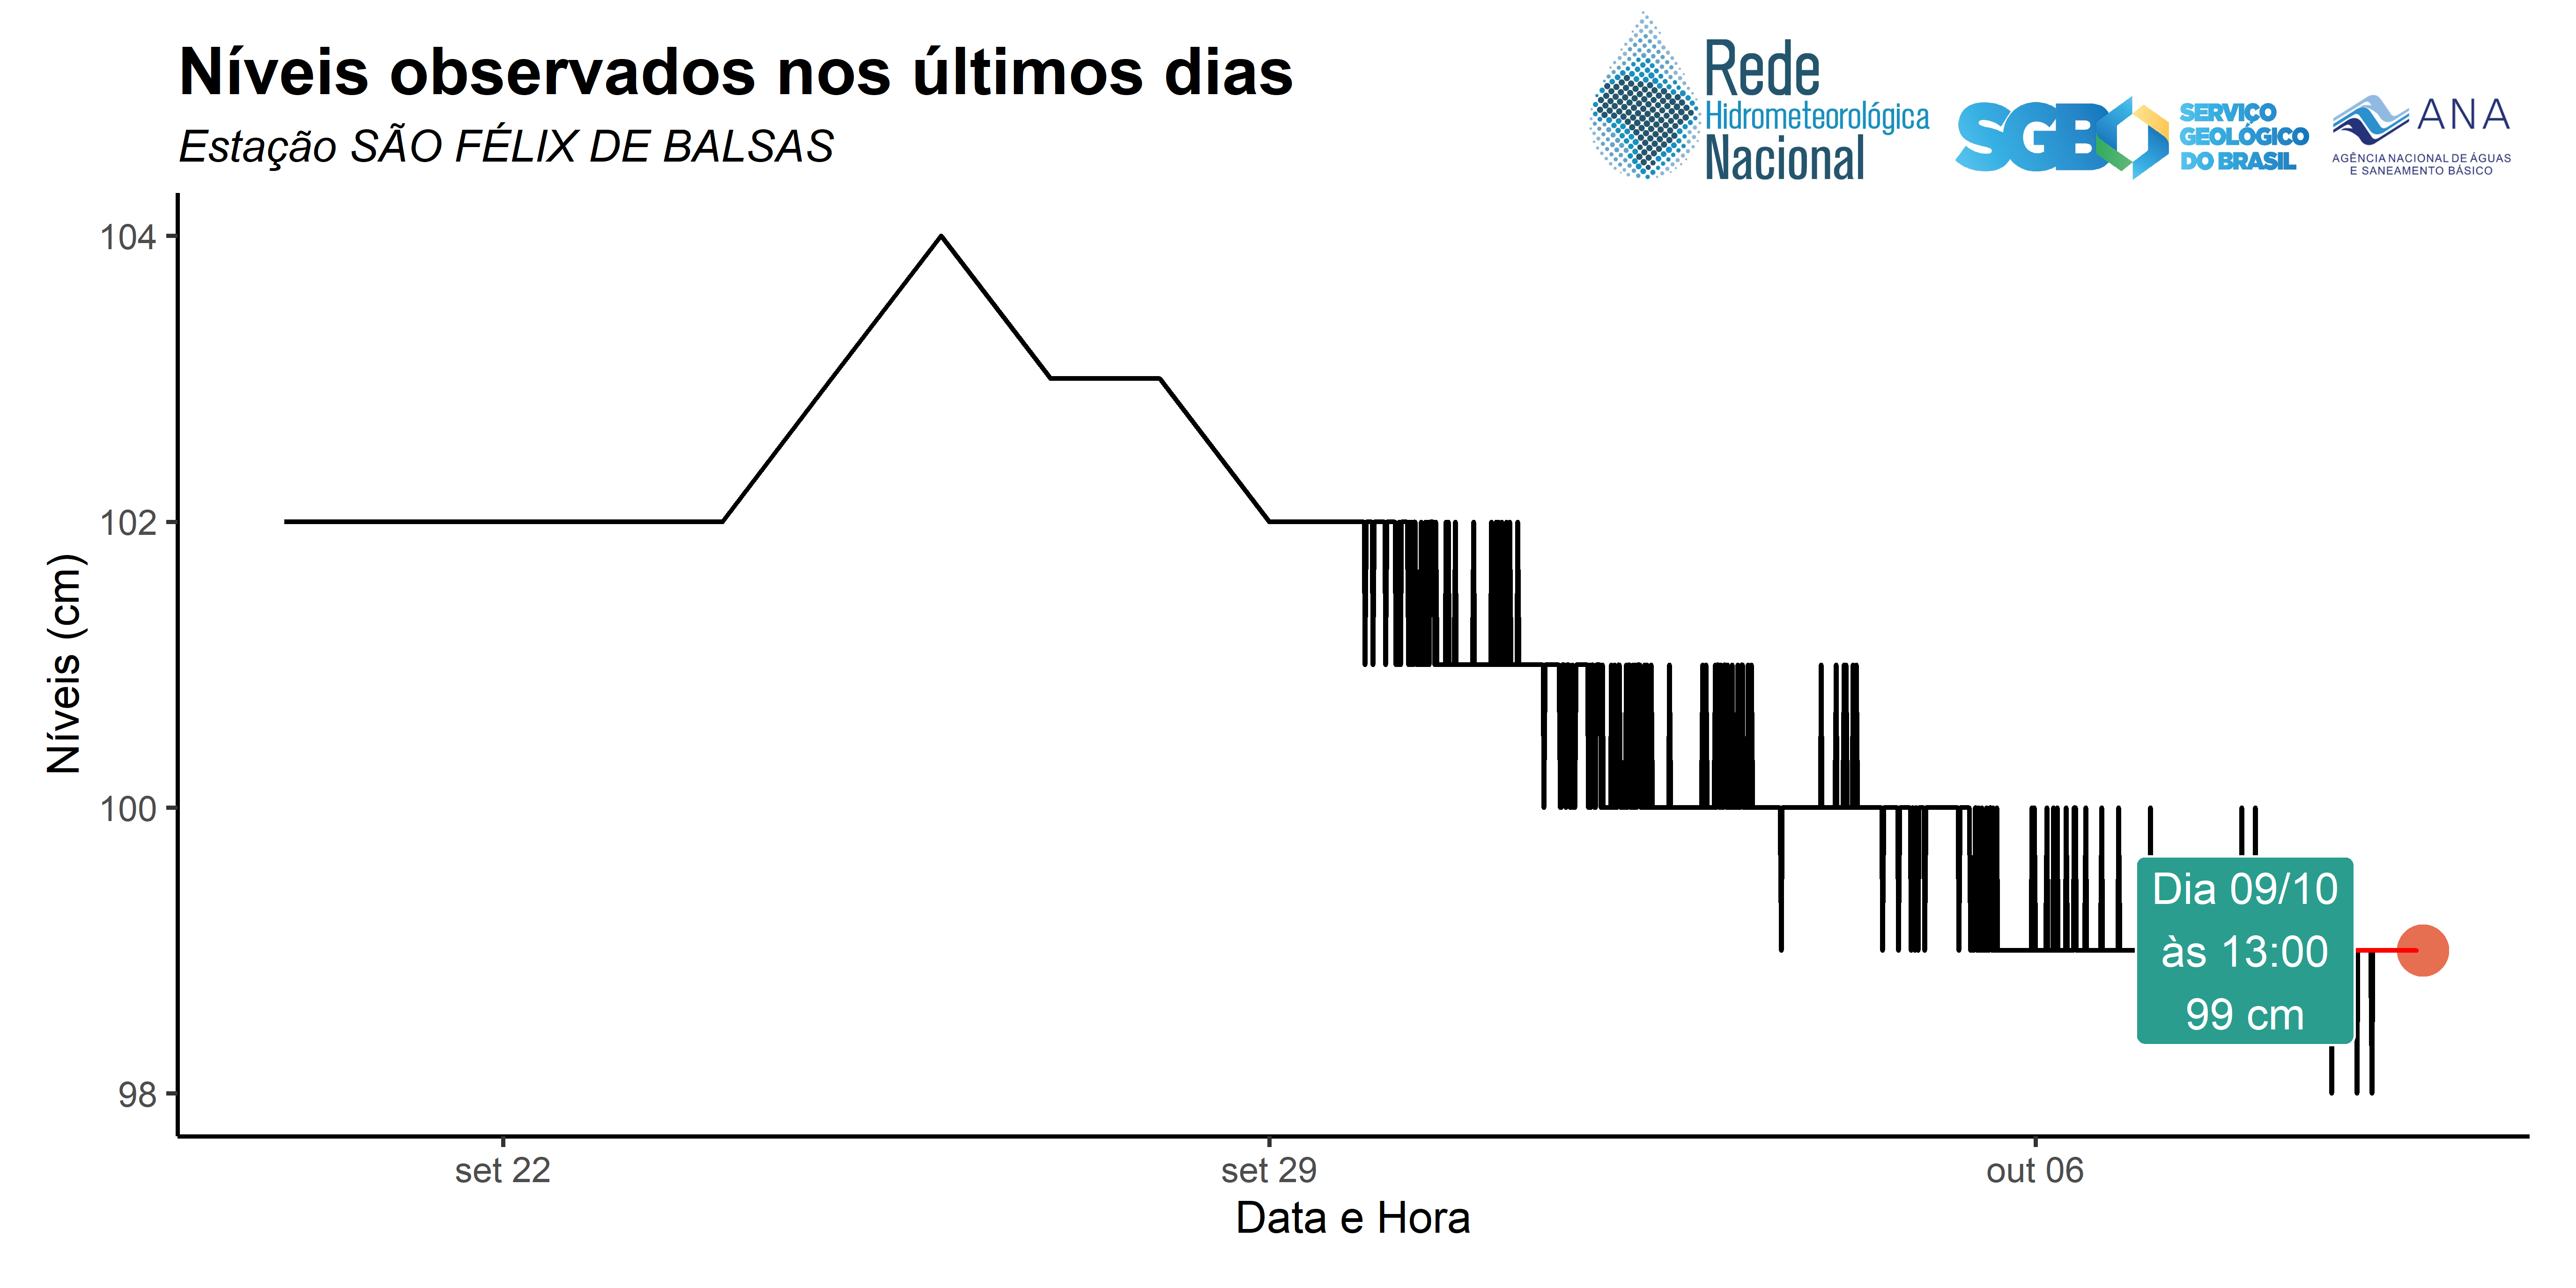 Níveis observados nos últimos dias
Estação SÃO FÉLIX DE BALSAS
Rede
Hidrometeorológica
Nacional
SGB
SERVIÇO
GEOLÓGICO
DO BRASIL
ANA
AGÊNCIA NACIONAL DE ÁGUAS
E SANEAMENTO BÁSICO
Níveis (cm)
104
102
100
98
Dia 09/10
às 13:00
99 cm
set 22
set 29
out 06
Data e Hora